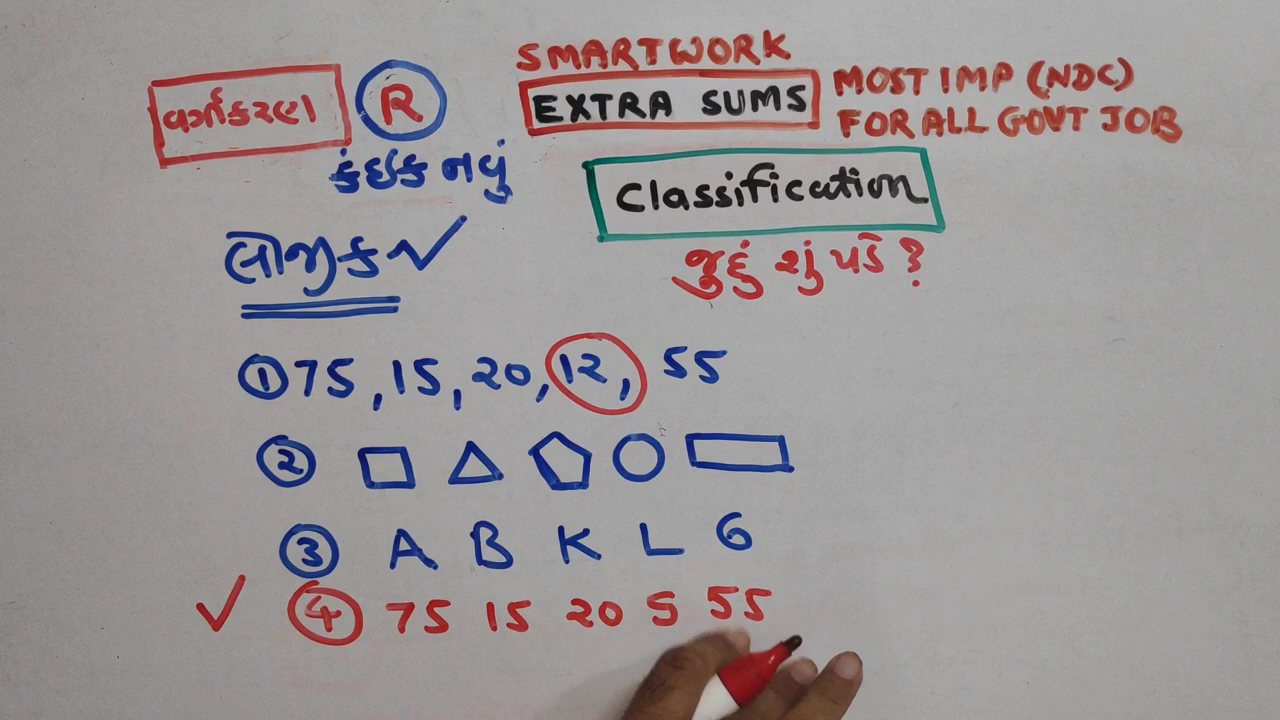 SMARTWORK
વર્ગીકરણ R EXTRA SUMS MOST IMP (NDC)
FOR ALL GOVT JOB
કંઇક નવું
Classification
લોજીક
જુદું શું પડે ?
① 75, 15, 20, 12, 55
②
③ A B K L 6
④ 75 15 20 5 55